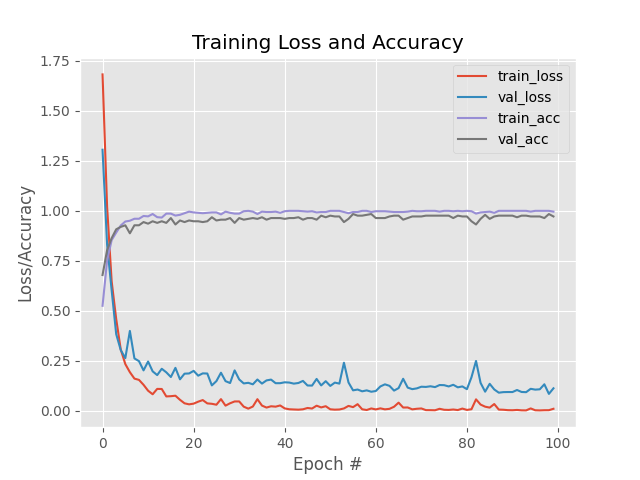 Training Loss and Accuracy
1.75
1.50
1.25
1.00
0.75
0.50
0.25
0.00
Loss/Accuracy
train_loss
val_loss
train_acc
val_acc
0 20 40 60 80 100
Epoch #